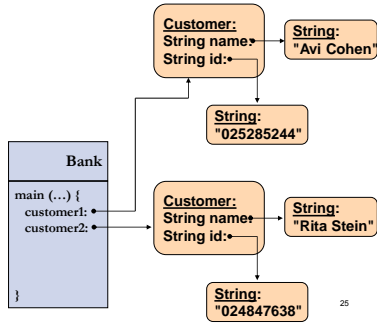 Customer:
String name:
String id:
String:
"Avi Cohen"
String:
"025285244"
Bank
main (…) {
customer1:
customer2:
}
Customer:
String name:
String id:
String:
"Rita Stein"
String:
"024847638"
25